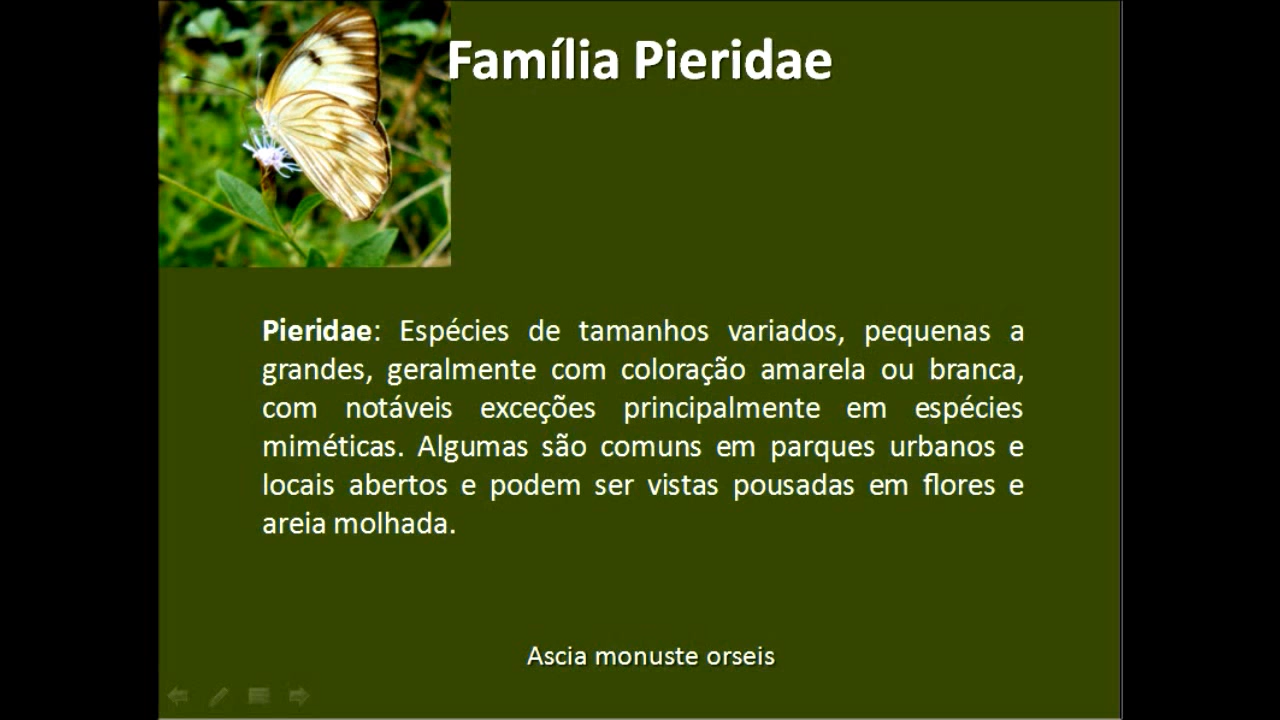 Família Pieridae
Pieridae: Espécies de tamanhos variados, pequenas a
grandes, geralmente com coloração amarela ou branca,
com notáveis exceções principalmente em espécies
miméticas. Algumas são comuns em parques urbanos e
locais abertos e podem ser vistas pousadas em flores e
areia molhada.
Ascia monuste orseis